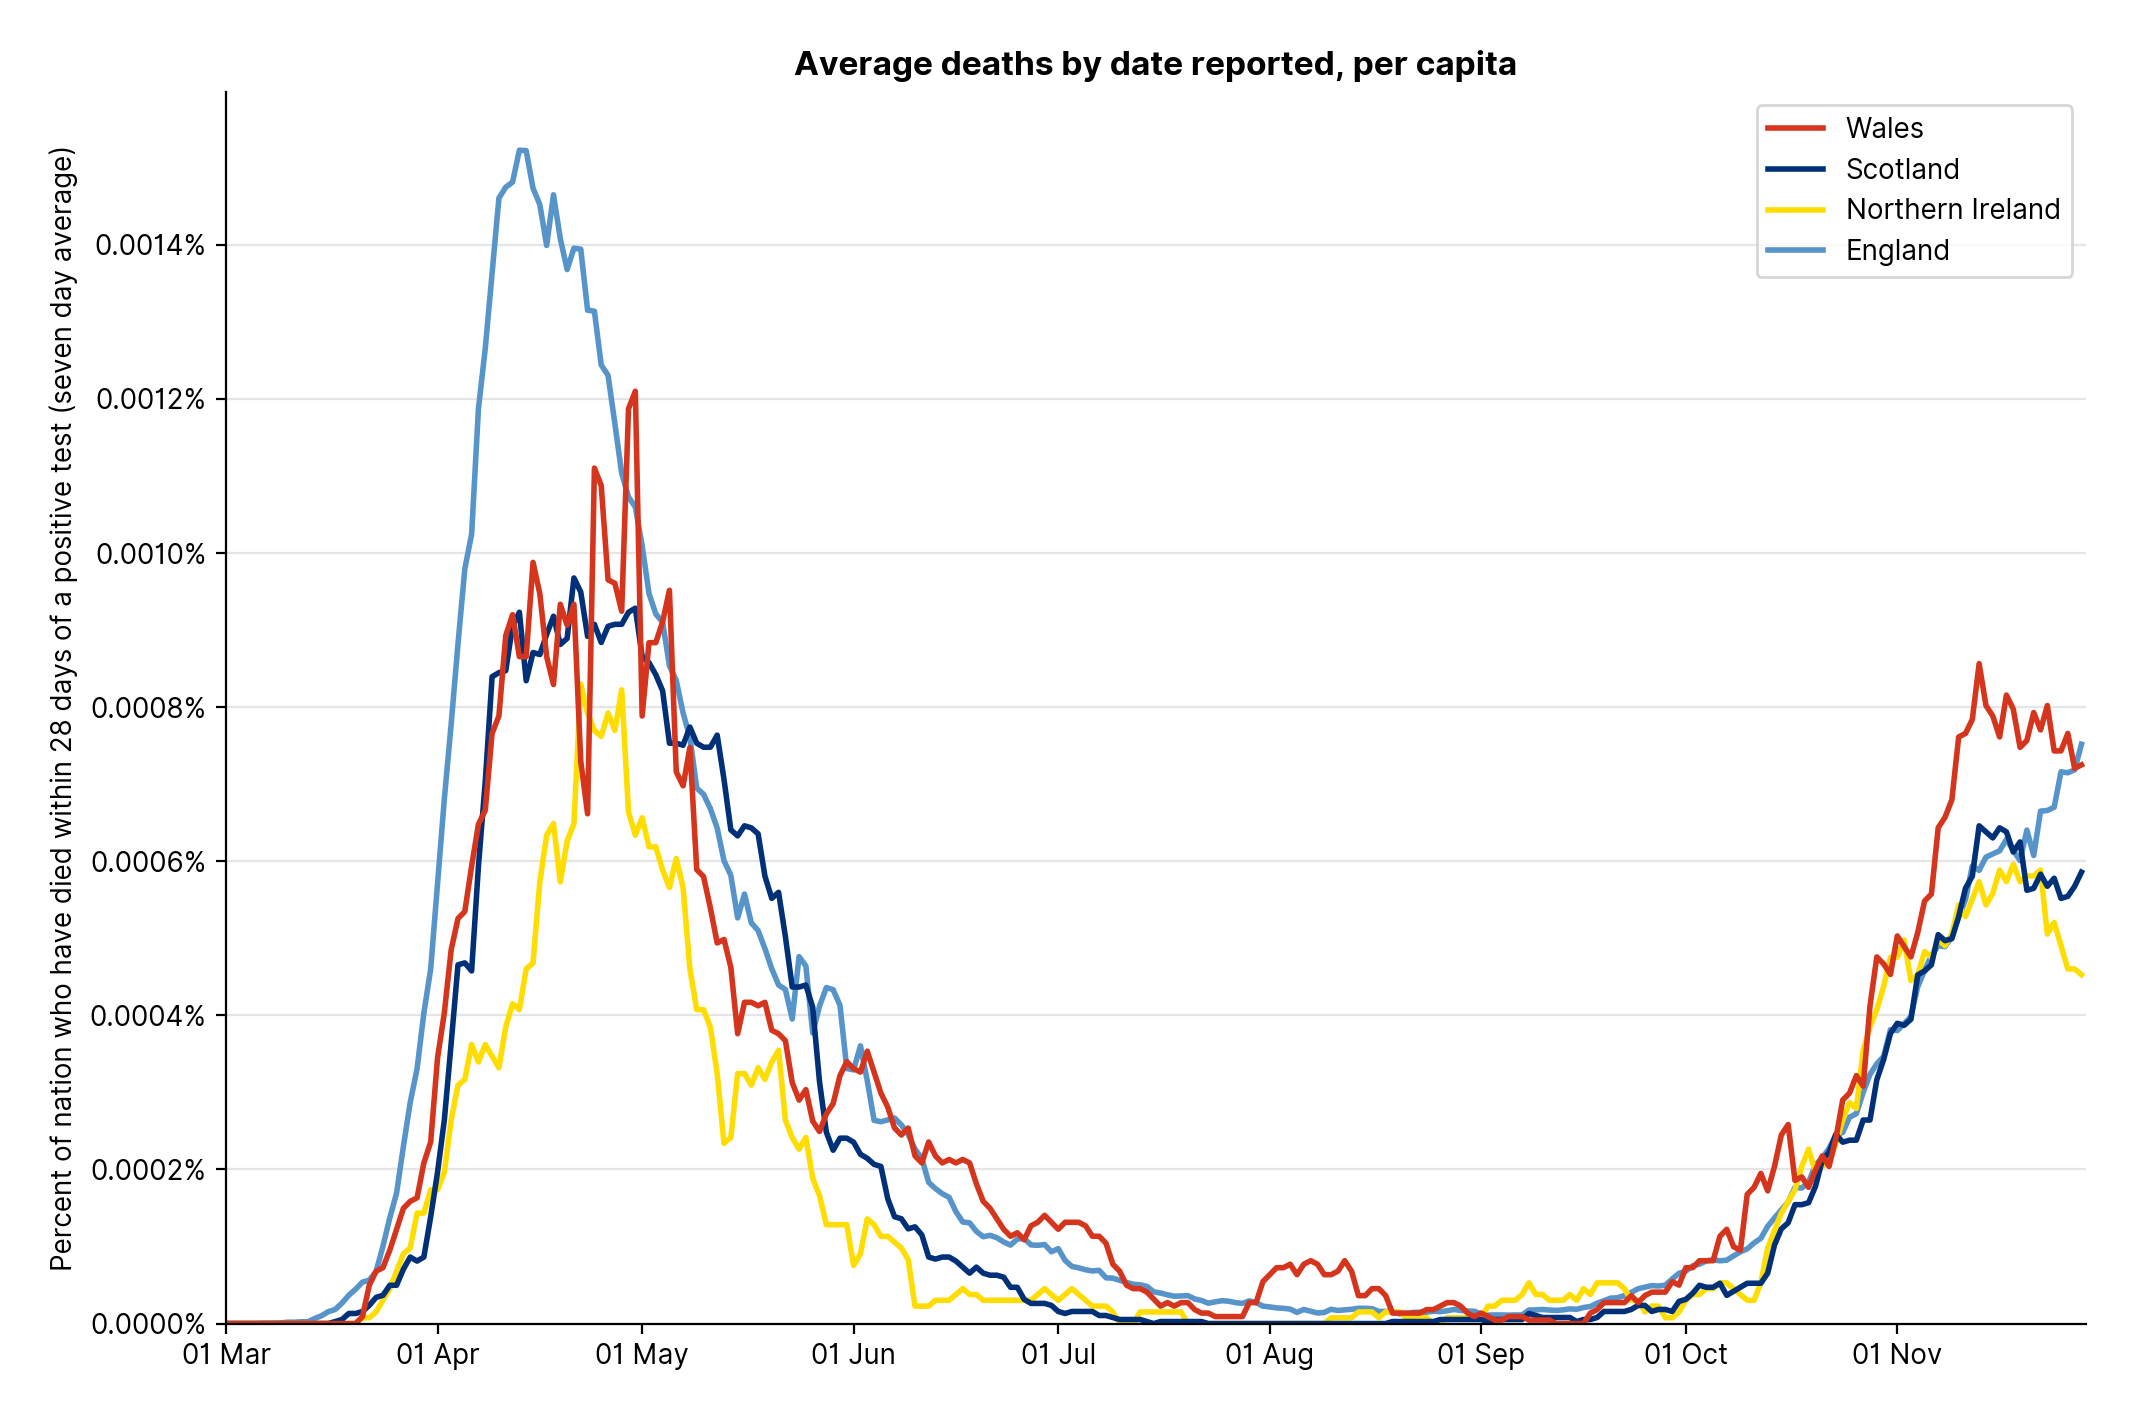 Average deaths by date reported, per capita
Wales
Scotland
Northern Ireland
England
Percent of nation who have died within 28 days of a positive test (seven day average)
0.0014%
0.0012%
0.0010%
0.0008%
0.0006%
0.0004%
0.0002%
0.0000%
01 Mar
01 Apr
01 May
01 Jun
01 Jul
01 Aug
01 Sep
01 Oct
01 Nov